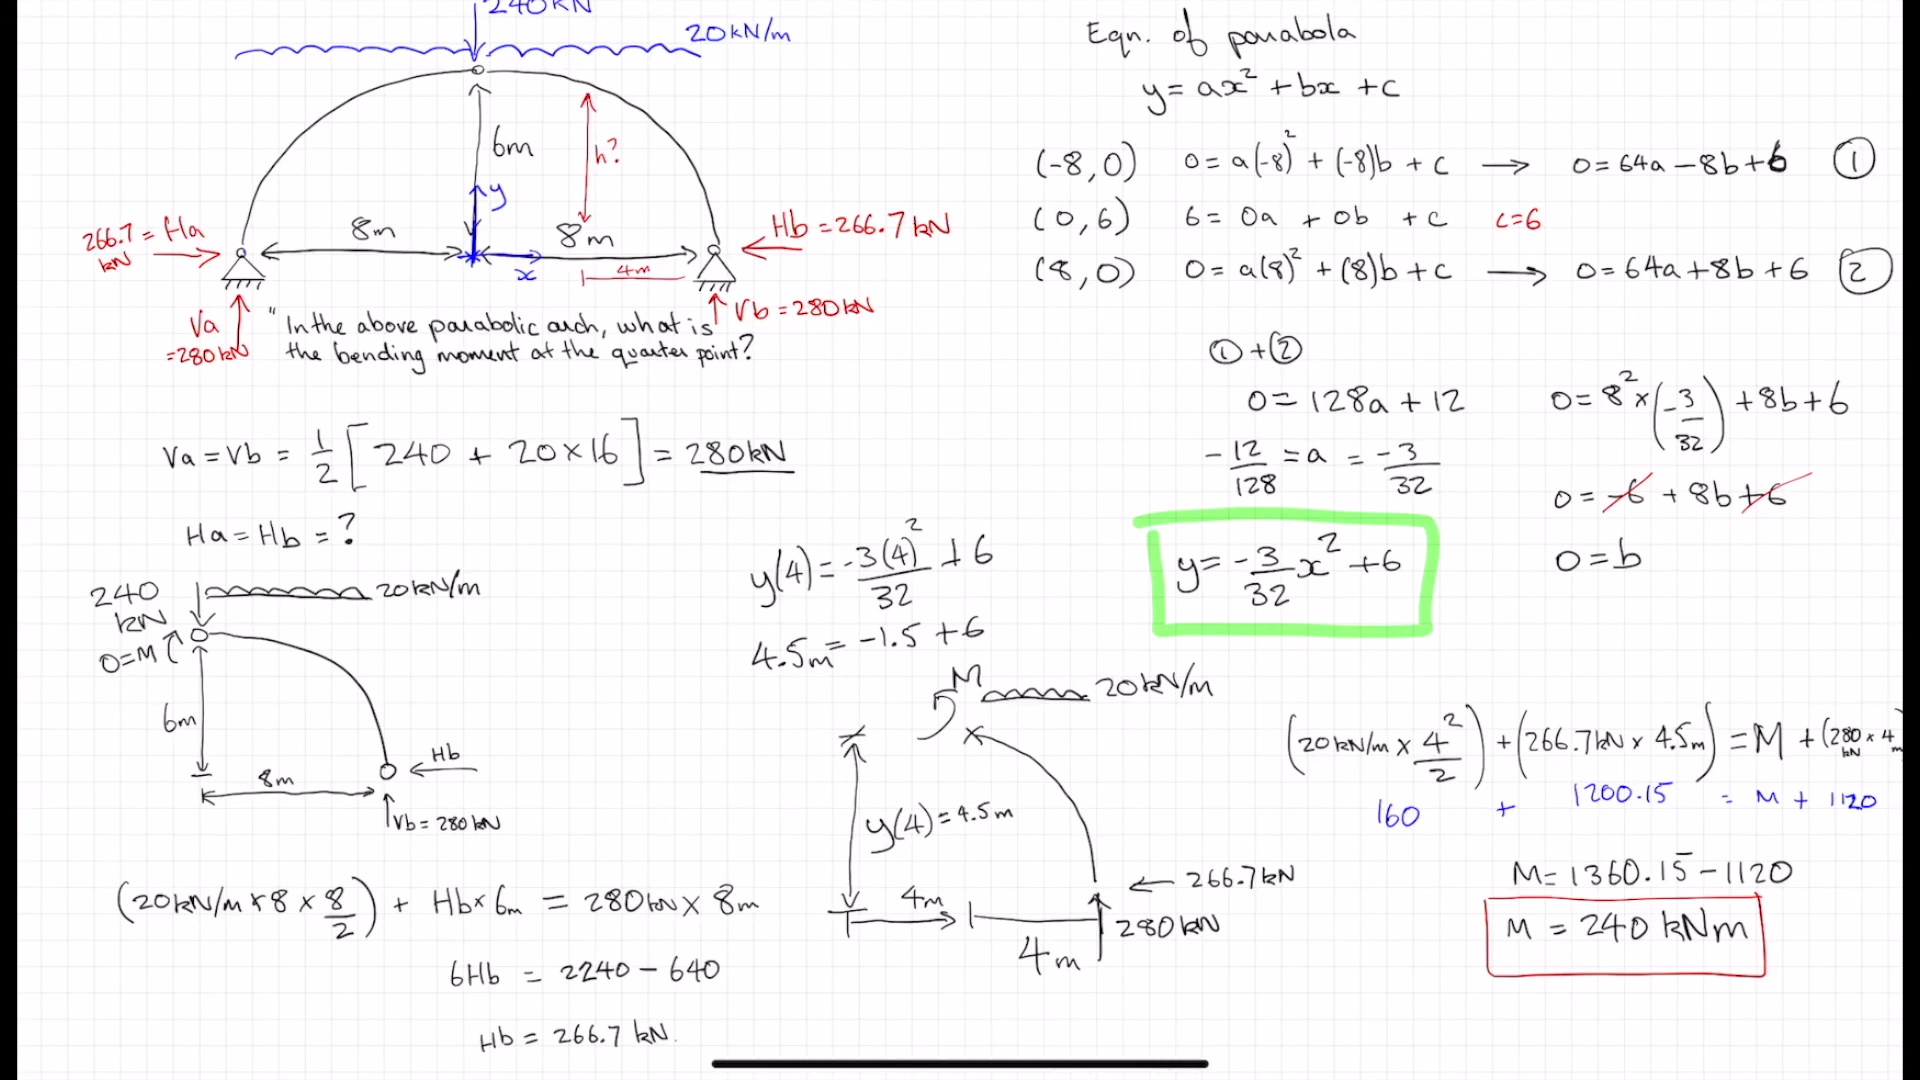 240kN
20kN/m
6m
h?
y
266.7 = Ha
kN
8m
8m
x
4m
Hb = 266.7 kN
Va
=280kN
Vb = 280kN
"In the above parabolic arch, what is
the bending moment at the quarter point?
Va = Vb = 1/2 [240 + 20×16] = 280kN
Ha = Hb = ?
240
kN
20kN/m
0=M
6m
8m
Hb
Vb = 280kN
(20kN/m × 8 × 8/2) + Hb × 6m = 280kN × 8m
6Hb = 2240 - 640
Hb = 266.7 kN.
Eqn. of parabola
y = ax² + bx + c
(-8,0) 0 = a(-8)² + (-8)b + c → 0 = 64a - 8b + 6 ①
(0,6) 6 = 0a + 0b + c c=6
(8,0) 0 = a(8)² + (8)b + c → 0 = 64a + 8b + 6 ②
① + ②
0 = 128a + 12
-12/128 = a = -3/32
0 = 8² × (-3/32) + 8b + 6
0 = -6 + 8b + 6
0 = b
y = -3/32 x² + 6
y(4) = -3(4)²/32 + 6
4.5m = -1.5 + 6
M
20kN/m
y(4) = 4.5m
4m
4m
266.7kN
280kN
(20kN/m × 4²/2) + (266.7kN × 4.5m) = M + (280kN × 4m
160 + 1200.15 = M + 1120
M = 1360.15 - 1120
M = 240 kNm